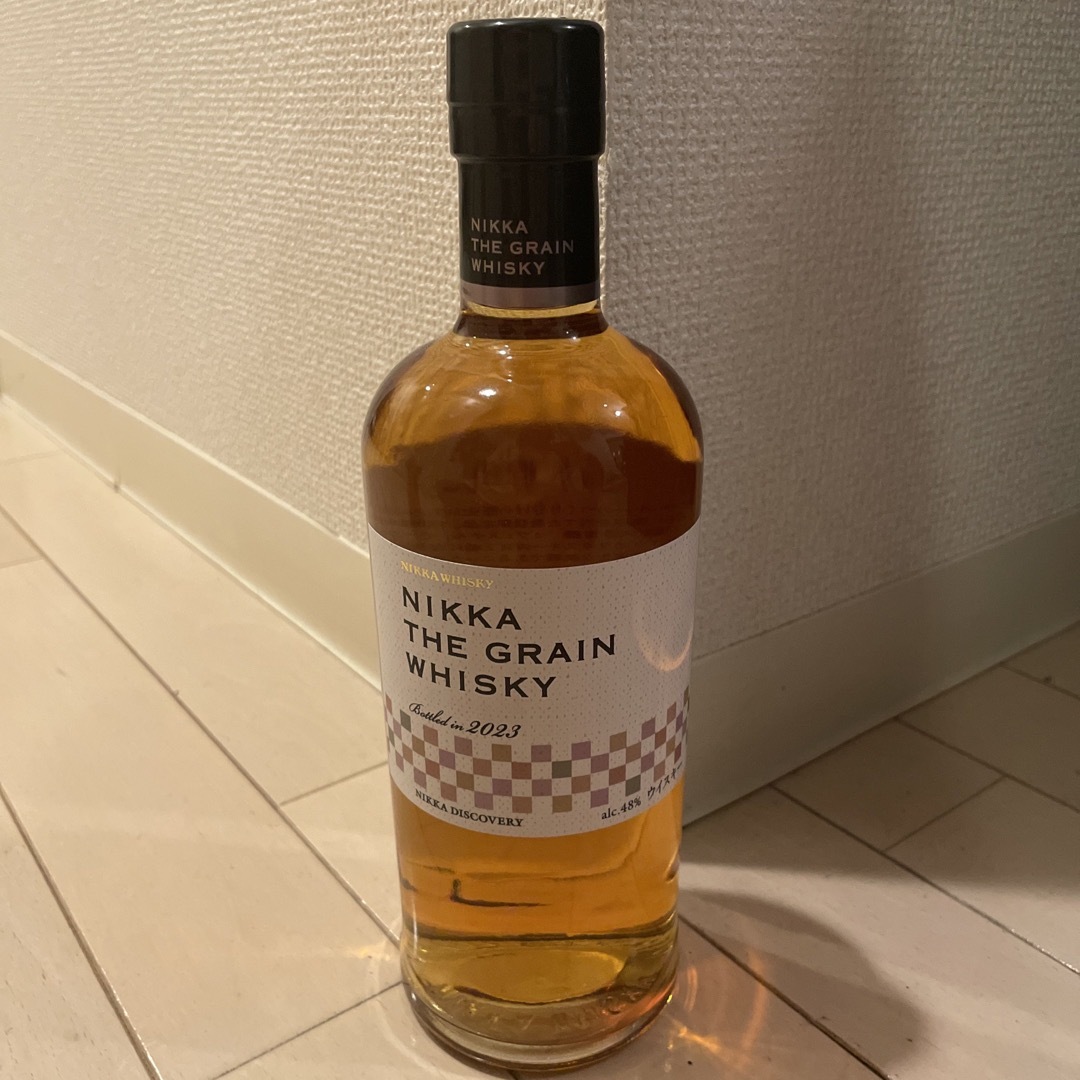 NIKKA
THE GRAIN
WHISKY
NIKKA WHISKY
NIKKA
THE GRAIN
WHISKY
Bottled in 2023
NIKKA DISCOVERY
alc.48% ウイスキー